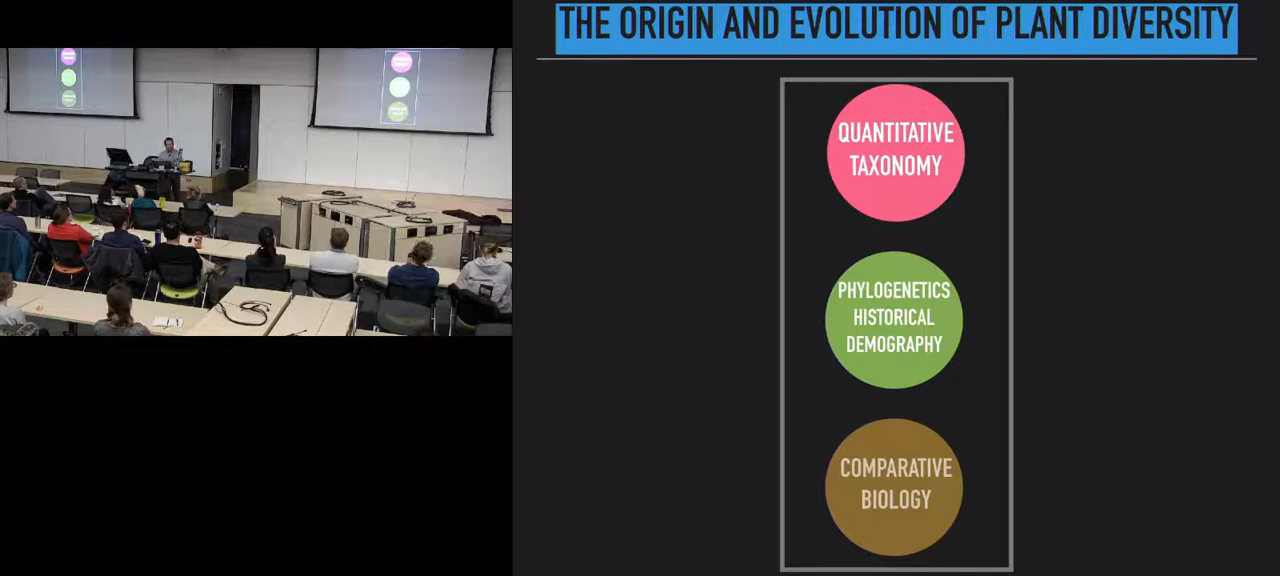 THE ORIGIN AND EVOLUTION OF PLANT DIVERSITY
QUANTITATIVE
TAXONOMY
PHYLOGENETICS
HISTORICAL
DEMOGRAPHY
COMPARATIVE
BIOLOGY